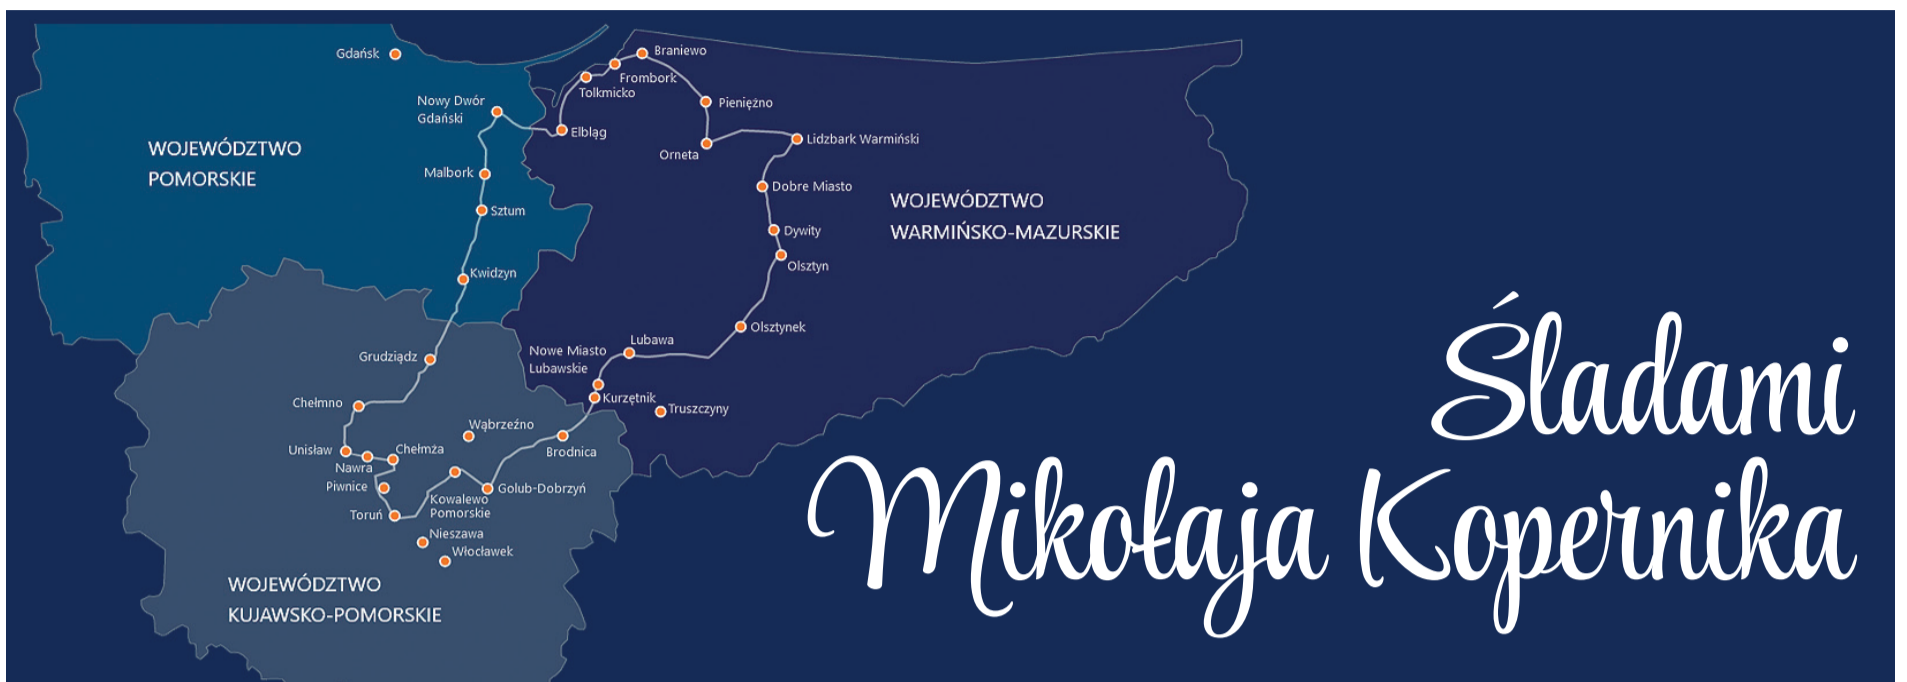 Gdańsk
Braniewo
Frombork
Tolkmicko
Nowy Dwór
Gdański
Pieniężno
Elbląg
Lidzbark Warmiński
Orneta
WOJEWÓDZTWO
POMORSKIE
Malbork
Dobre Miasto
Sztum
WOJEWÓDZTWO
WARMIŃSKO-MAZURSKIE
Dywity
Olsztyn
Kwidzyn
Olsztynek
Lubawa
Nowe Miasto
Lubawskie
Grudziądz
Kurzętnik
Truszczyny
Chełmno
Wąbrzeźno
Brodnica
Unisław
Chełmża
Nawra
Piwnice
Golub-Dobrzyń
Kowalewo
Pomorskie
Toruń
Nieszawa
Włocławek
WOJEWÓDZTWO
KUJAWSKO-POMORSKIE
Śladami
Mikołaja Kopernika